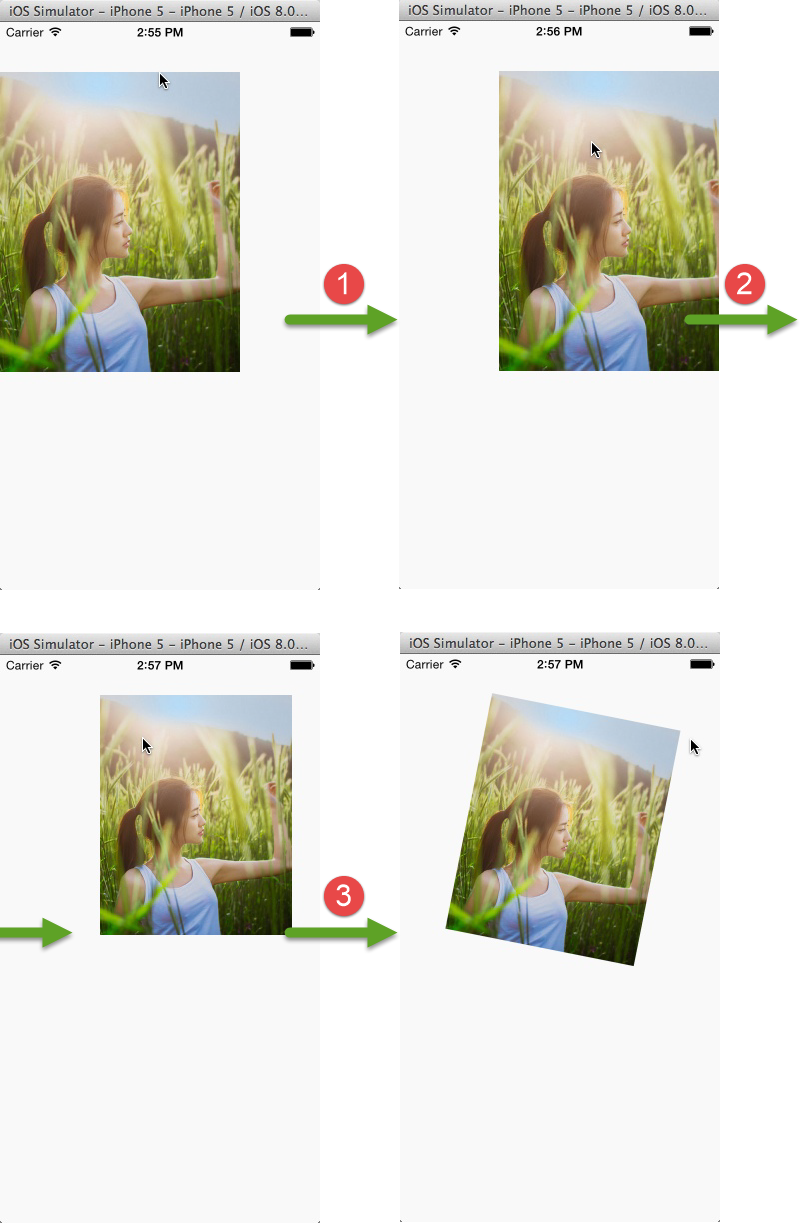 iOS Simulator – iPhone 5 – iPhone 5 / iOS 8.0...
Carrier 2:55 PM
iOS Simulator – iPhone 5 – iPhone 5 / iOS 8.0...
Carrier 2:56 PM
1
2
iOS Simulator – iPhone 5 – iPhone 5 / iOS 8.0...
Carrier 2:57 PM
iOS Simulator – iPhone 5 – iPhone 5 / iOS 8.0...
Carrier 2:57 PM
3